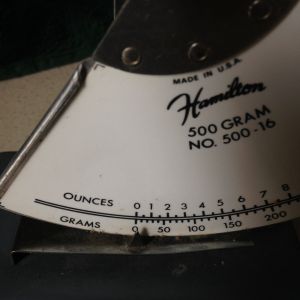 MADE IN U.S.A.
Hamilton
500 GRAM
NO. 500-16
OUNCES 0 1 2 3 4 5 6 7 8
GRAMS 0 50 100 150 200